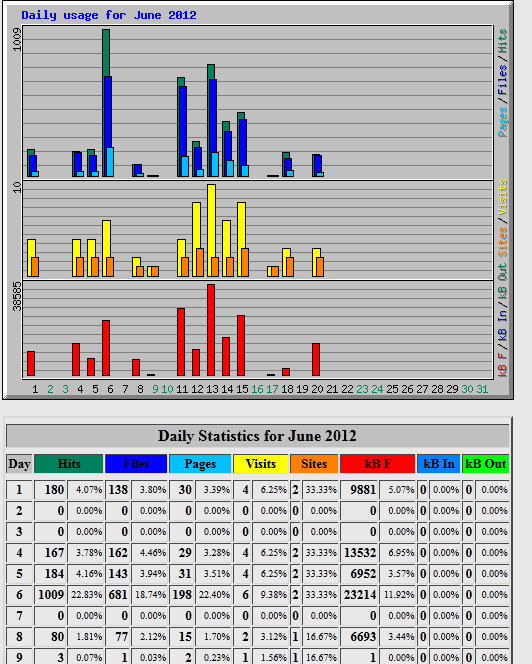 Daily usage for June 2012
1009
Pages / Files / Hits
10
Sites / Visits
38585
kB F / kB In / kB Out
1 2 3 4 5 6 7 8 9 10 11 12 13 14 15 16 17 18 19 20 21 22 23 24 25 26 27 28 29 30 31
Daily Statistics for June 2012
Day Hits Files Pages Visits Sites kB F kB In kB Out
1 180 4.07% 138 3.80% 30 3.39% 4 6.25% 2 33.33% 9881 5.07% 0 0.00% 0 0.00%
2 0 0.00% 0 0.00% 0 0.00% 0 0.00% 0 0.00% 0 0.00% 0 0.00% 0 0.00%
3 0 0.00% 0 0.00% 0 0.00% 0 0.00% 0 0.00% 0 0.00% 0 0.00% 0 0.00%
4 167 3.78% 162 4.46% 29 3.28% 4 6.25% 2 33.33% 13532 6.95% 0 0.00% 0 0.00%
5 184 4.16% 143 3.94% 31 3.51% 4 6.25% 2 33.33% 6952 3.57% 0 0.00% 0 0.00%
6 1009 22.83% 681 18.74% 198 22.40% 6 9.38% 2 33.33% 23214 11.92% 0 0.00% 0 0.00%
7 0 0.00% 0 0.00% 0 0.00% 0 0.00% 0 0.00% 0 0.00% 0 0.00% 0 0.00%
8 80 1.81% 77 2.12% 15 1.70% 2 3.12% 1 16.67% 6693 3.44% 0 0.00% 0 0.00%
9 3 0.07% 1 0.03% 2 0.23% 1 1.56% 1 16.67% 1 0.00% 0 0.00% 0 0.00%